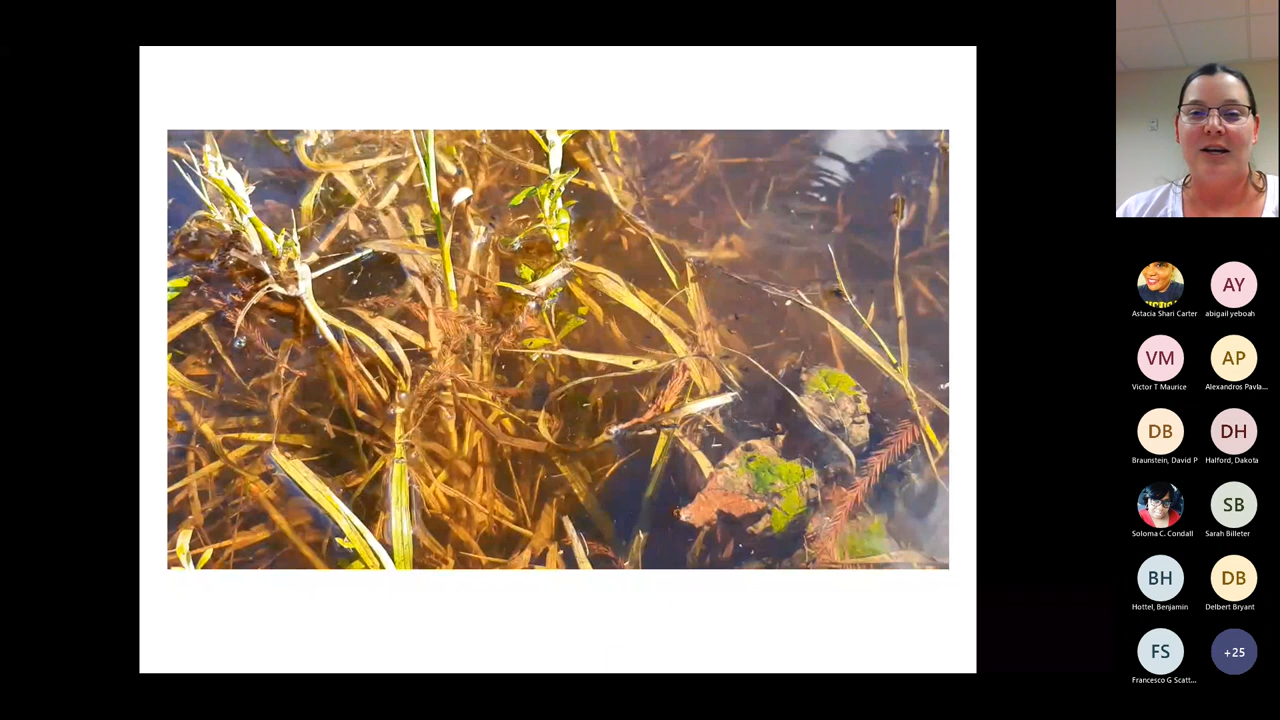 Astacia Shari Carter
AY
abigail yeboah
VM
Victor T Maurice
AP
Alexandros Pavla...
DB
Braunstein, David P
DH
Halford, Dakota
Soloma C. Condall
SB
Sarah Billeter
BH
Hottel, Benjamin
DB
Delbert Bryant
FS
Francesco G Scatt...
+25